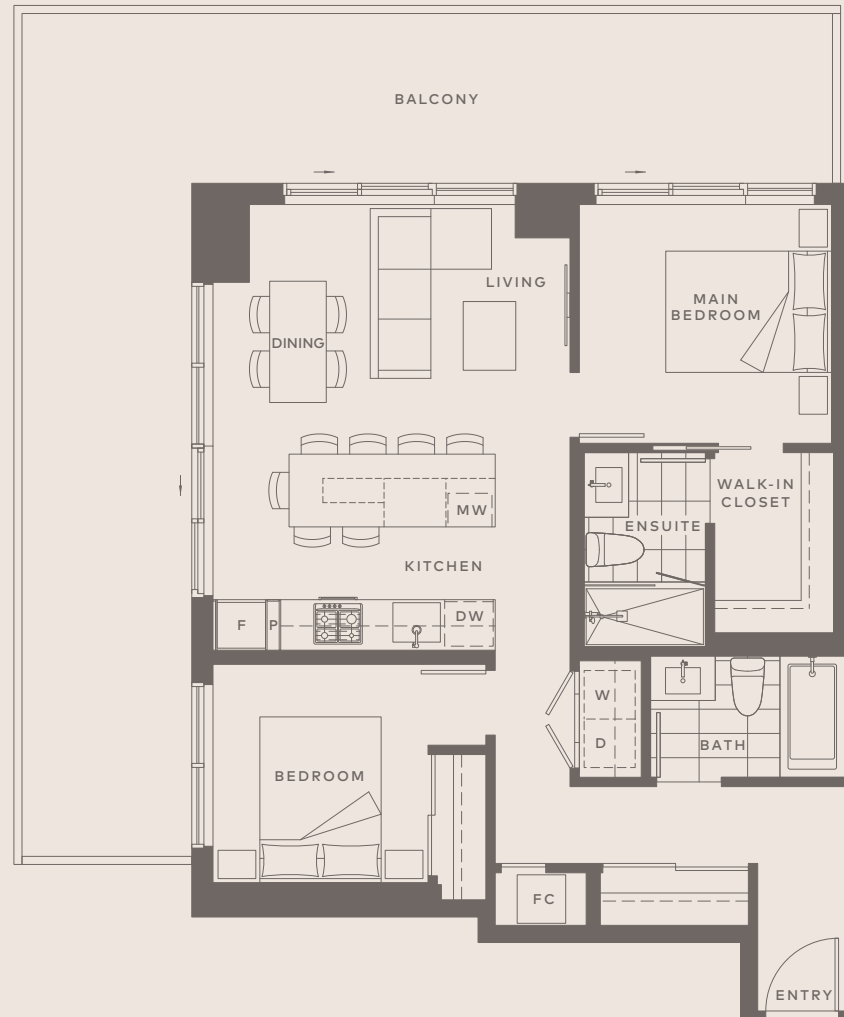 BALCONY
LIVING
MAIN
BEDROOM
DINING
WALK-IN
CLOSET
MW
ENSUITE
KITCHEN
F
P
DW
W
D
BATH
BEDROOM
FC
ENTRY